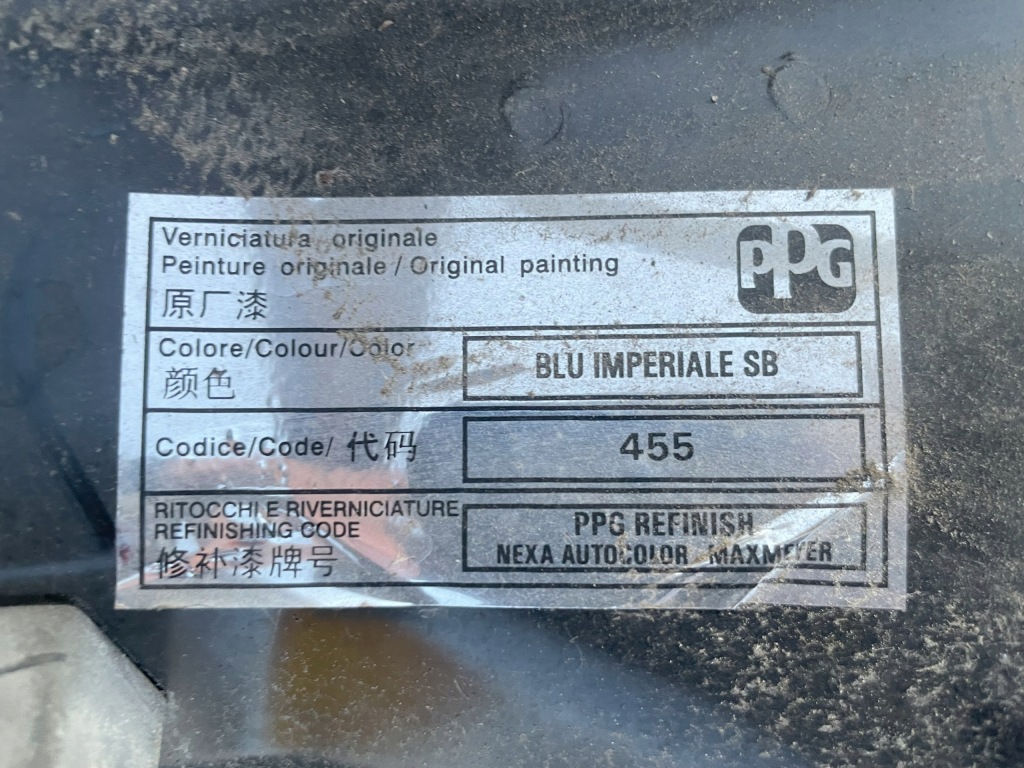 Verniciatura originale
Peinture originale / Original painting
原厂漆
PPG
Colore/Colour/Color
颜色
BLU IMPERIALE SB
Codice/Code/ 代码
455
RITOCCHI E RIVERNICIATURE
REFINISHING CODE
修补漆牌号
PPG REFINISH
NEXA AUTOCOLOR MAXMEYER